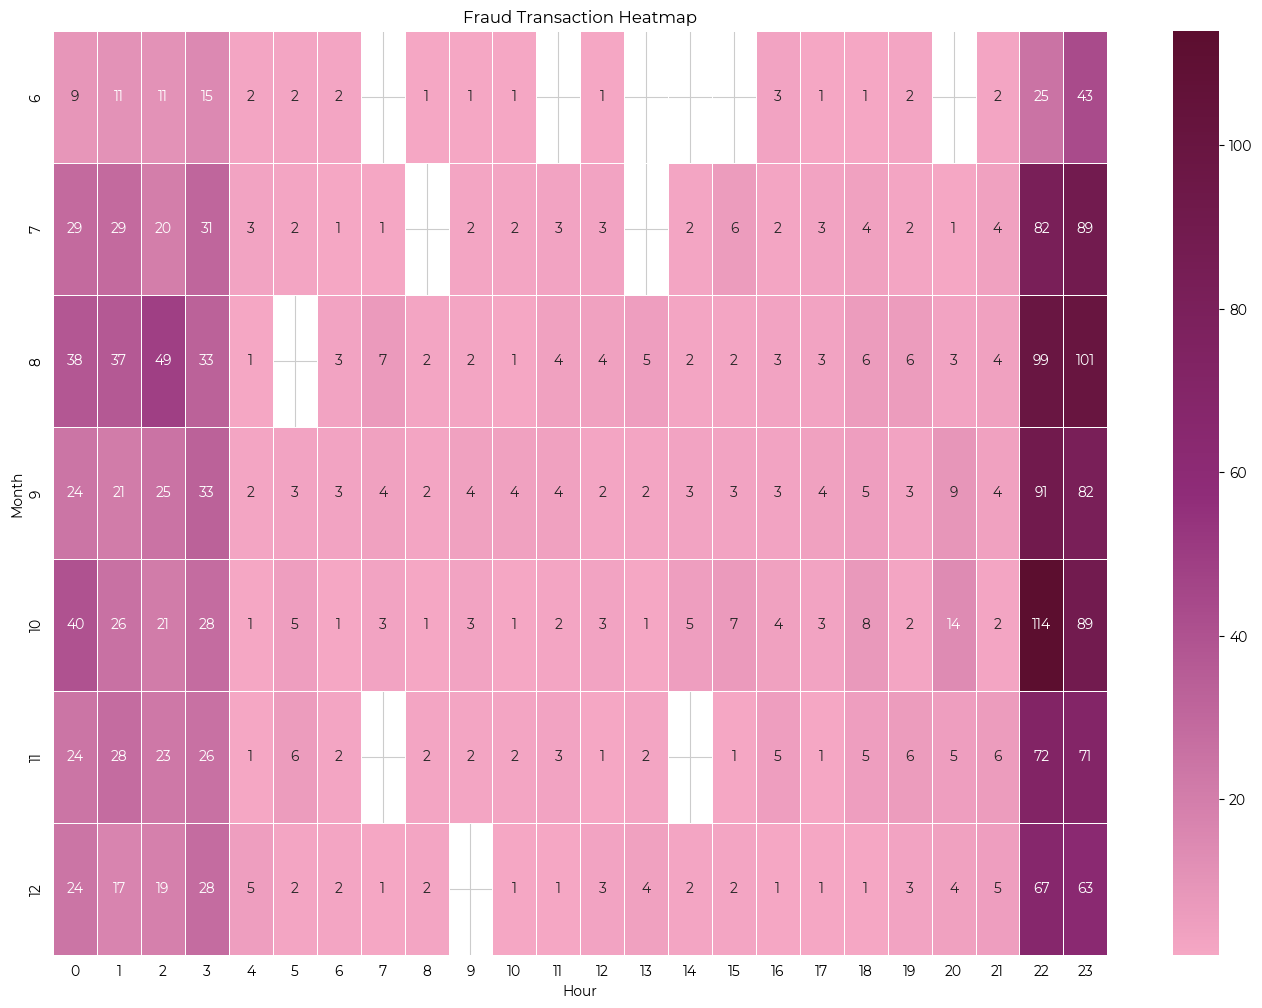 Fraud Transaction Heatmap
6 9 11 11 15 2 2 2 1 1 1 1 3 1 1 2 2 25 43
7 29 29 20 31 3 2 1 1 2 2 3 3 2 6 2 3 4 2 1 4 82 89
8 38 37 49 33 1 3 7 2 2 1 4 4 5 2 2 3 3 6 6 3 4 99 101
9 24 21 25 33 2 3 3 4 2 4 4 4 2 2 3 3 3 4 5 3 9 4 91 82
10 40 26 21 28 1 5 1 3 1 3 1 2 3 1 5 7 4 3 8 2 14 2 114 89
11 24 28 23 26 1 6 2 2 2 2 3 1 2 1 5 1 5 6 5 6 72 71
12 24 17 19 28 5 2 2 1 2 1 1 3 4 2 2 1 1 1 3 4 5 67 63
Month
0 1 2 3 4 5 6 7 8 9 10 11 12 13 14 15 16 17 18 19 20 21 22 23
Hour
100
80
60
40
20